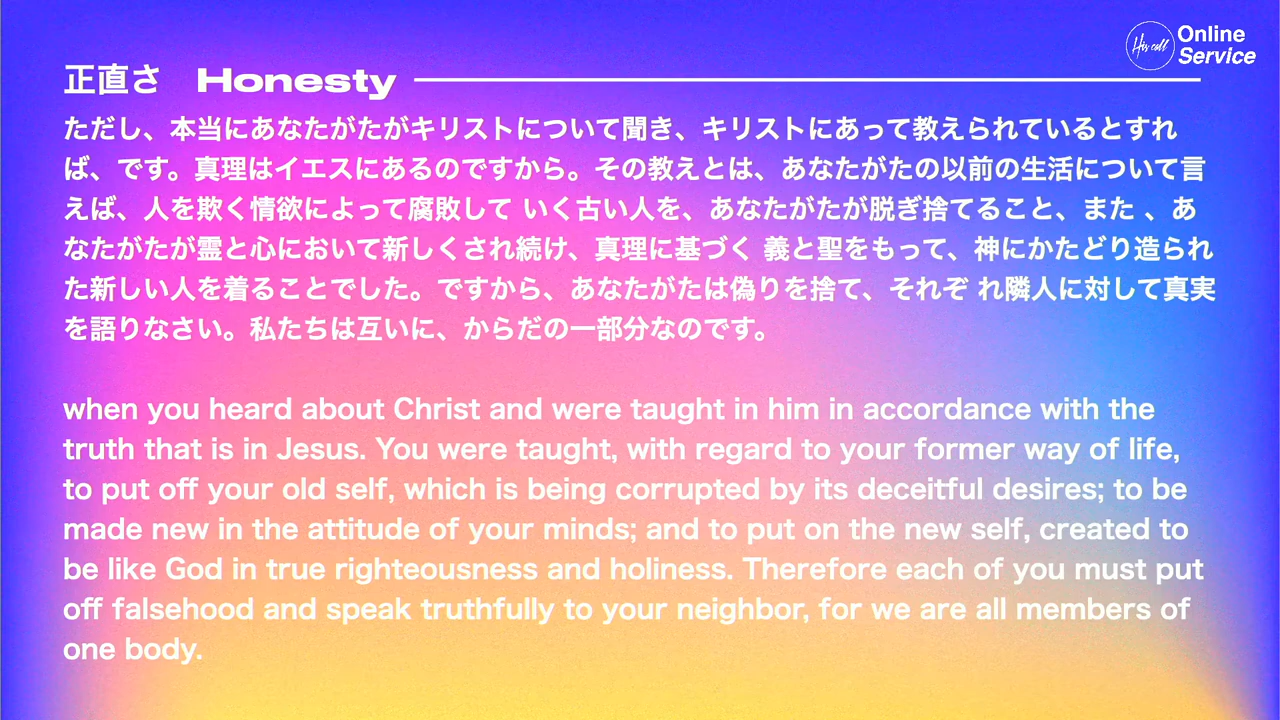 His call
Online
Service
正直さ Honesty
ただし、本当にあなたがたがキリストについて聞き、キリストにあって教えられているとすれ
ば、です。真理はイエスにあるのですから。その教えとは、あなたがたの以前の生活について言
えば、人を欺く情欲によって腐敗して いく古い人を、あなたがたが脱ぎ捨てること、また 、あ
なたがたが霊と心において新しくされ続け、真理に基づく 義と聖をもって、神にかたどり造られ
た新しい人を着ることでした。ですから、あなたがたは偽りを捨て、それぞ れ隣人に対して真実
を語りなさい。私たちは互いに、からだの一部分なのです。
when you heard about Christ and were taught in him in accordance with the
truth that is in Jesus. You were taught, with regard to your former way of life,
to put off your old self, which is being corrupted by its deceitful desires; to be
made new in the attitude of your minds; and to put on the new self, created to
be like God in true righteousness and holiness. Therefore each of you must put
off falsehood and speak truthfully to your neighbor, for we are all members of
one body.